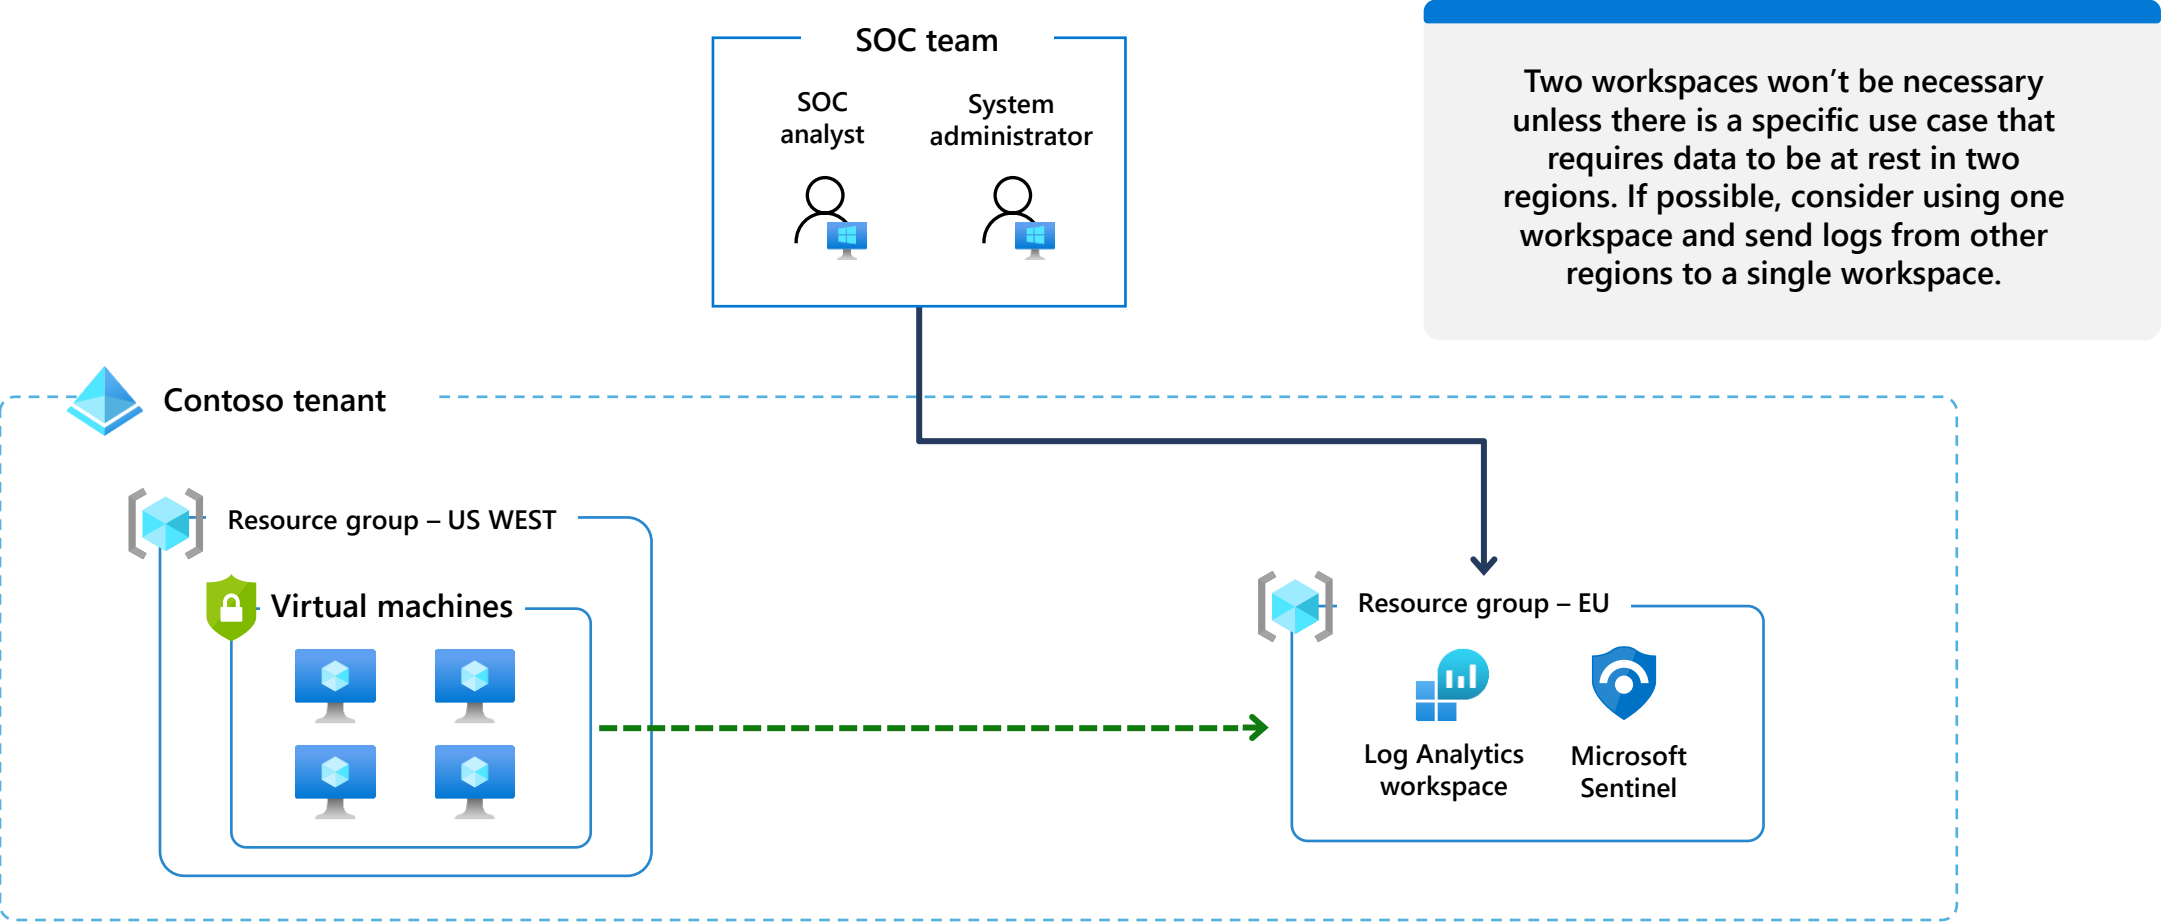 SOC team
SOC
analyst
System
administrator
Two workspaces won’t be necessary
unless there is a specific use case that
requires data to be at rest in two
regions. If possible, consider using one
workspace and send logs from other
regions to a single workspace.
Contoso tenant
Resource group – US WEST
Virtual machines
Resource group – EU
Log Analytics
workspace
Microsoft
Sentinel